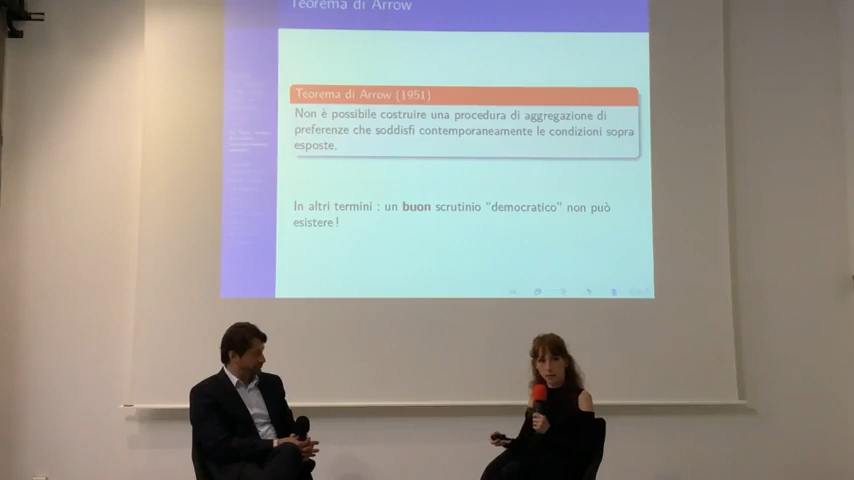 Teorema di Arrow
Teorema di Arrow (1951)
Non è possibile costruire una procedura di aggregazione di
preferenze che soddisfi contemporaneamente le condizioni sopra
esposte.
In altri termini : un buon scrutinio "democratico" non può
esistere !